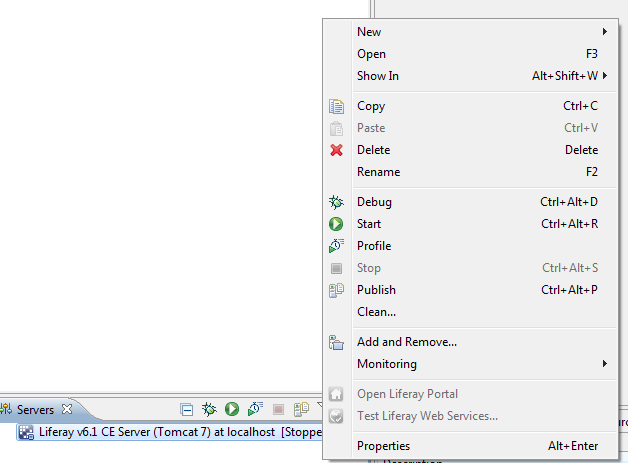 New
Open F3
Show In Alt+Shift+W
Copy Ctrl+C
Paste Ctrl+V
Delete Delete
Rename F2
Debug Ctrl+Alt+D
Start Ctrl+Alt+R
Profile
Stop Ctrl+Alt+S
Publish Ctrl+Alt+P
Clean...
Add and Remove...
Monitoring
Open Liferay Portal
Test Liferay Web Services...
Properties Alt+Enter
Servers
Liferay v6.1 CE Server (Tomcat 7) at localhost [Stoppe